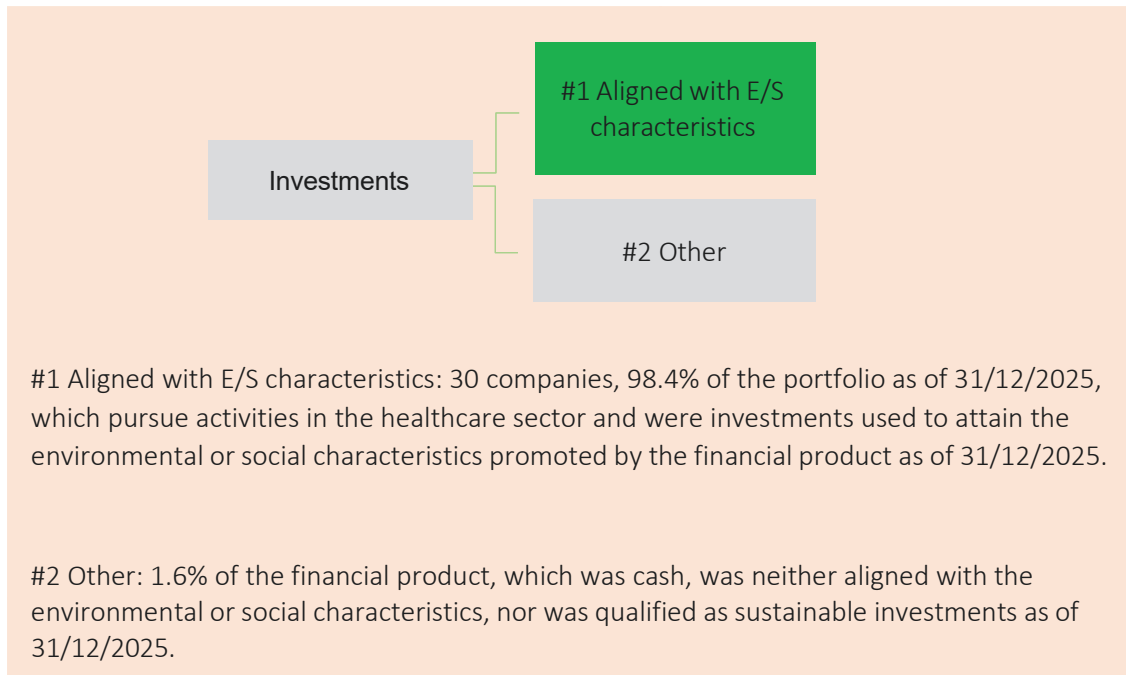 #1 Aligned with E/S
characteristics
Investments
#2 Other
#1 Aligned with E/S characteristics: 30 companies, 98.4% of the portfolio as of 31/12/2025,
which pursue activities in the healthcare sector and were investments used to attain the
environmental or social characteristics promoted by the financial product as of 31/12/2025.
#2 Other: 1.6% of the financial product, which was cash, was neither aligned with the
environmental or social characteristics, nor was qualified as sustainable investments as of
31/12/2025.